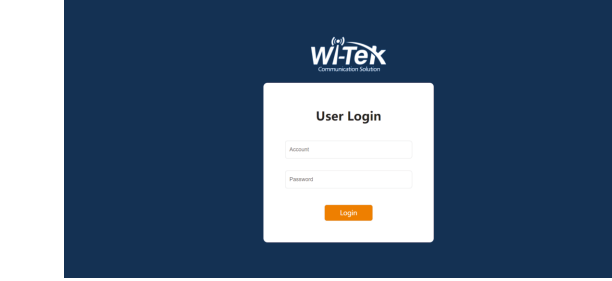 Wi-Tek
Communication Solution
User Login
Account
Password
Login